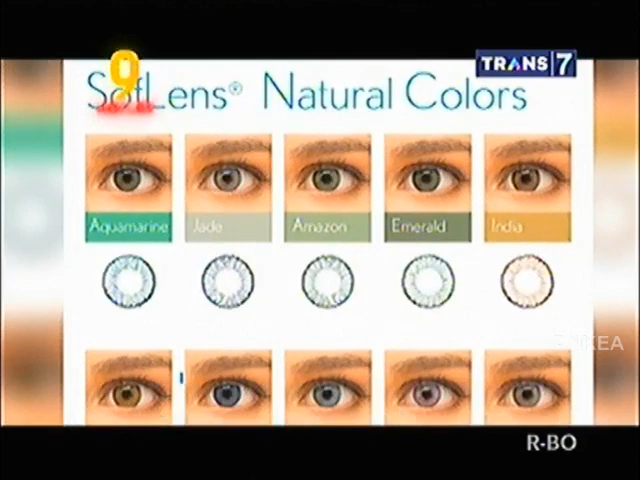 TRANS 7
SofLens® Natural Colors
Aquamarine
Jade
Amazon
Emerald
India
R-BO